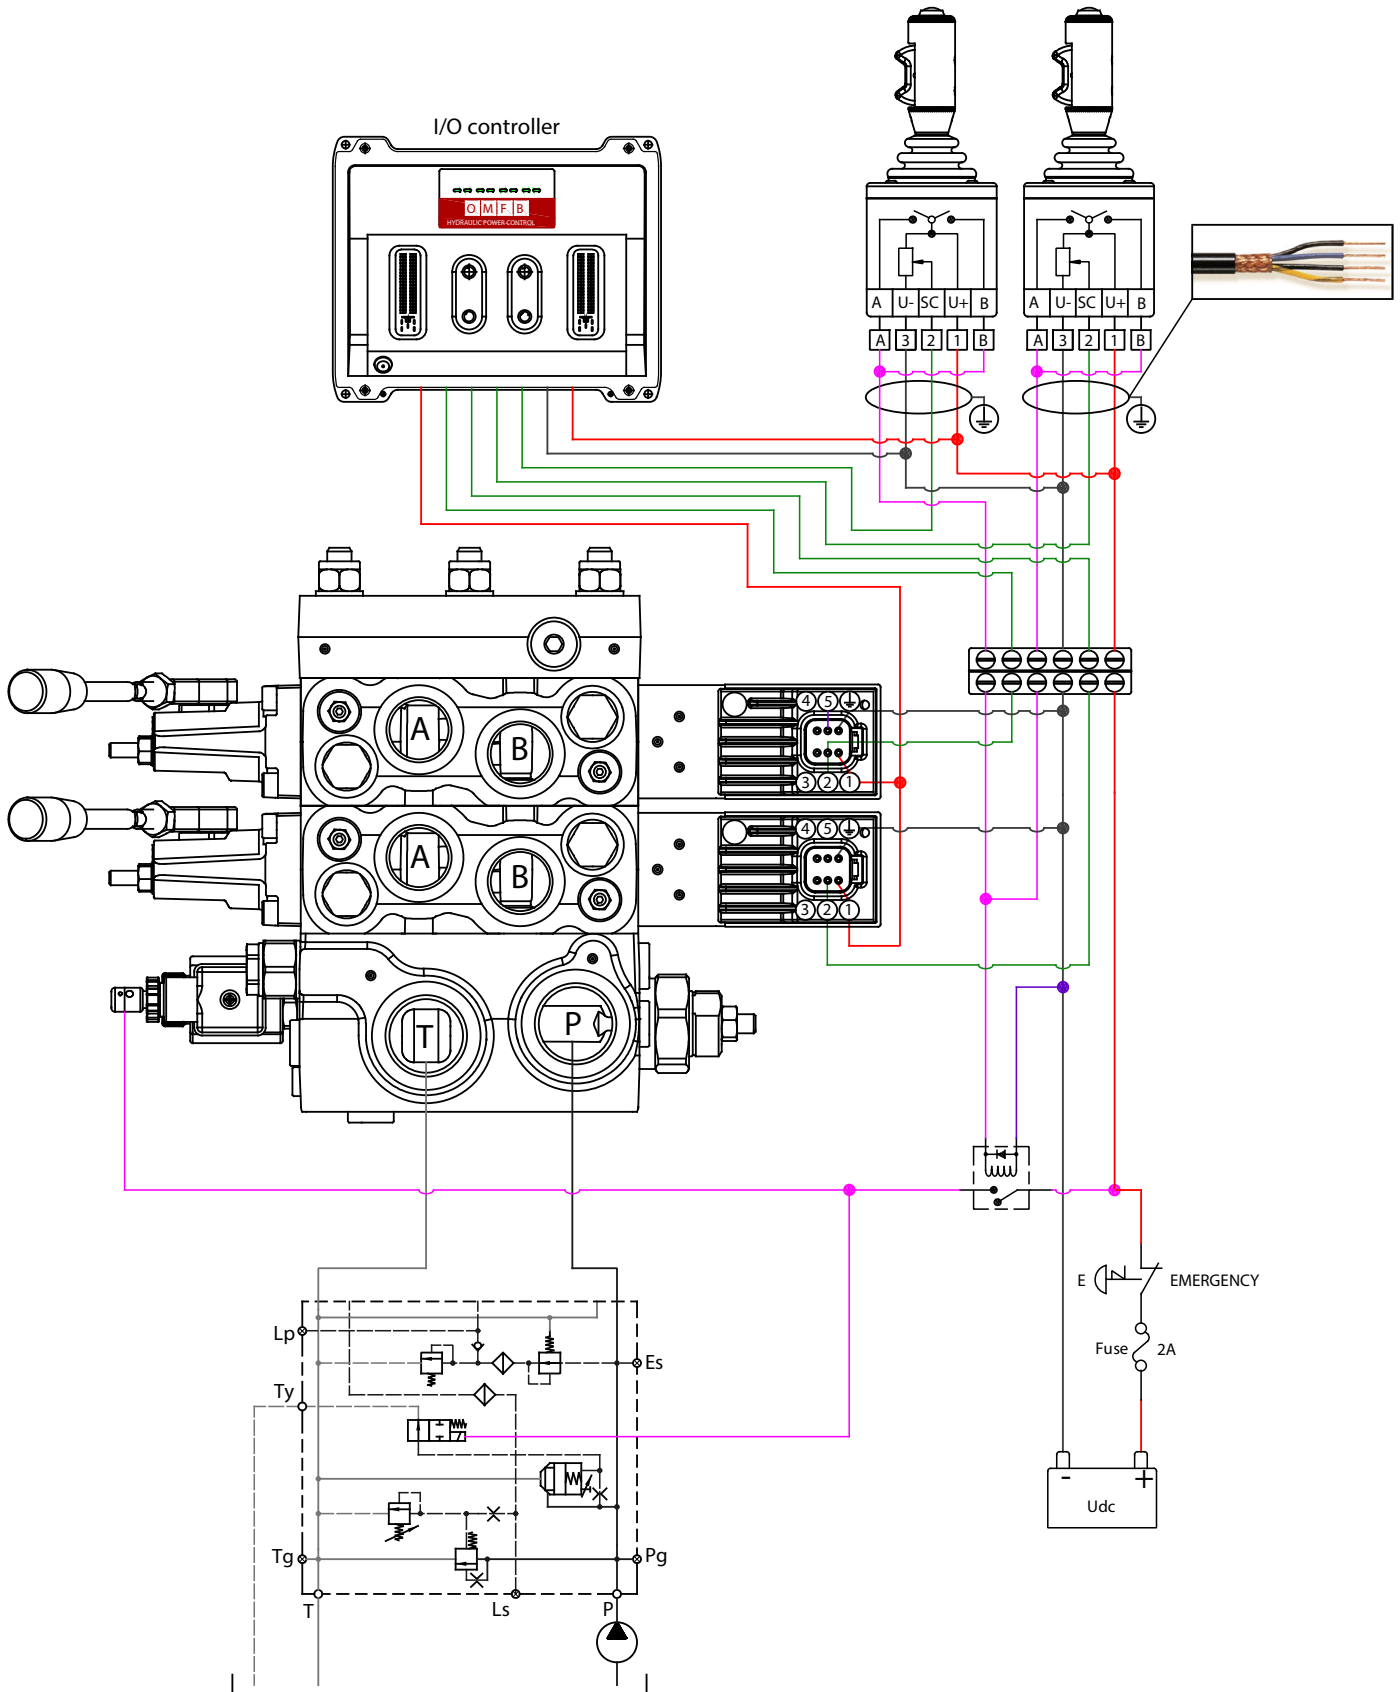 I/O controller
O M F B
HYDRAULIC POWER-CONTROL
A U- SC U+ B
A 3 2 1 B
A U- SC U+ B
A 3 2 1 B
A
B
4 5
3 2 1
A
B
4 5
3 2 1
T
P
E EMERGENCY
Fuse 2A
Lp
Es
Ty
- +
Udc
Tg
Pg
T
Ls
P